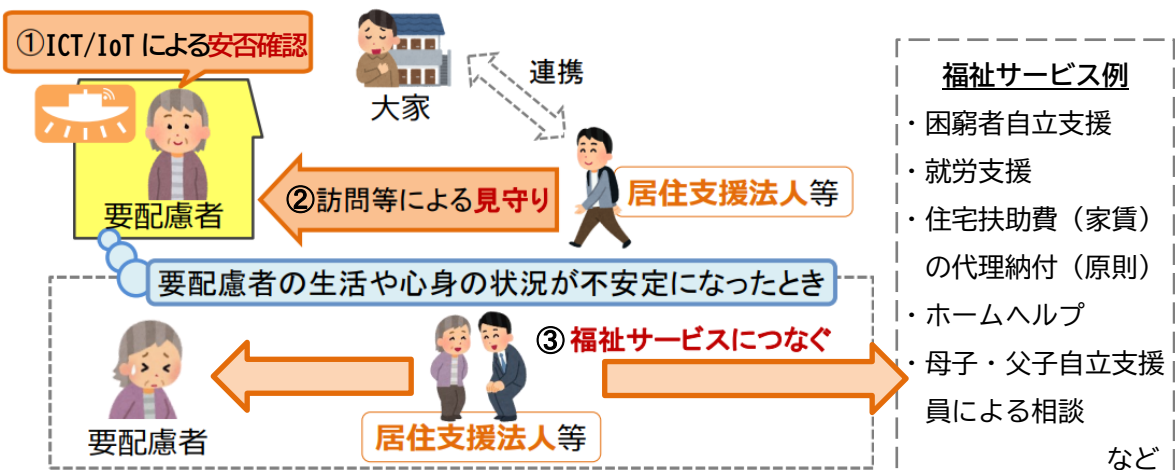 ①ICT/IoTによる安否確認
大家
連携
要配慮者
②訪問等による見守り
居住支援法人等
要配慮者の生活や心身の状況が不安定になったとき
③福祉サービスにつなぐ
要配慮者
居住支援法人等
福祉サービス例
・困窮者自立支援
・就労支援
・住宅扶助費（家賃）
の代理納付（原則）
・ホームヘルプ
・母子・父子自立支援
員による相談
など